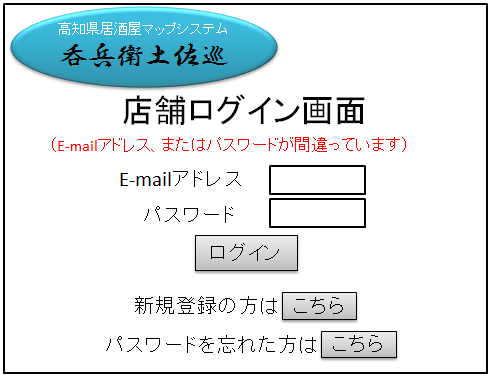 高知県居酒屋マップシステム
呑兵衛土佐巡
店舗ログイン画面
（E-mailアドレス、またはパスワードが間違っています）
E-mailアドレス
パスワード
ログイン
新規登録の方は こちら
パスワードを忘れた方は こちら